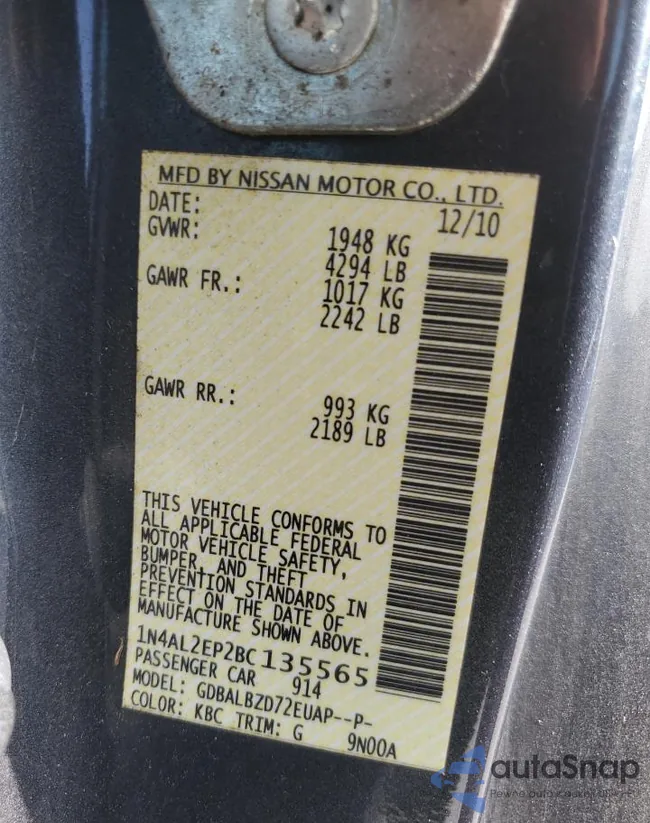 MFD BY NISSAN MOTOR CO., LTD.
DATE: 12/10
GVWR: 1948 KG
4294 LB
GAWR FR.: 1017 KG
2242 LB
GAWR RR.: 993 KG
2189 LB
THIS VEHICLE CONFORMS TO
ALL APPLICABLE FEDERAL
MOTOR VEHICLE SAFETY,
BUMPER, AND THEFT
PREVENTION STANDARDS IN
EFFECT ON THE DATE OF
MANUFACTURE SHOWN ABOVE.
1N4AL2EP2BC135565
PASSENGER CAR 914
MODEL: GDBALBZD72EUAP--P-
COLOR: KBC TRIM: G 9N00A
autaSnap